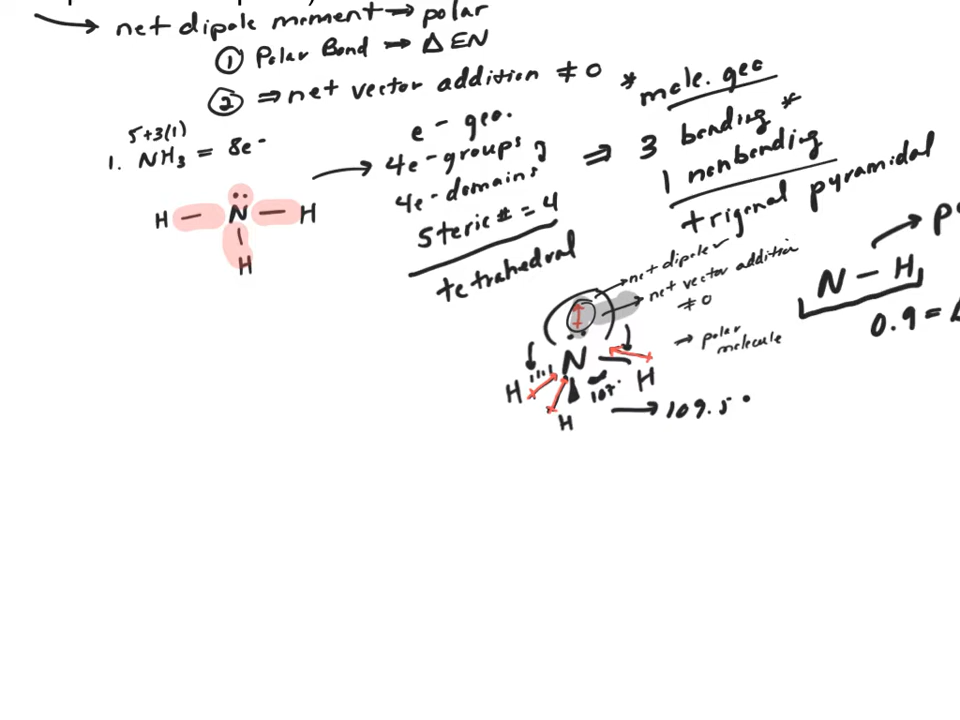 net dipole moment → polar
① Polar Bond → Δ EN
② ⇒ net vector addition ≠ 0
* mole. geo
5+3(1)
1. NH₃ = 8e⁻
e - geo.
→ 4e⁻groups
4e-domains
steric # = 4
tetrahedral
⇒ 3 bonding *
1 nonbonding
trigonal pyramidal
H — N̈ — H
H
N — H
0.9 =
net dipole ✓
net vector addition
≠ 0
→ polar
molecule
N
H
H
H
107°
→ 109.5°